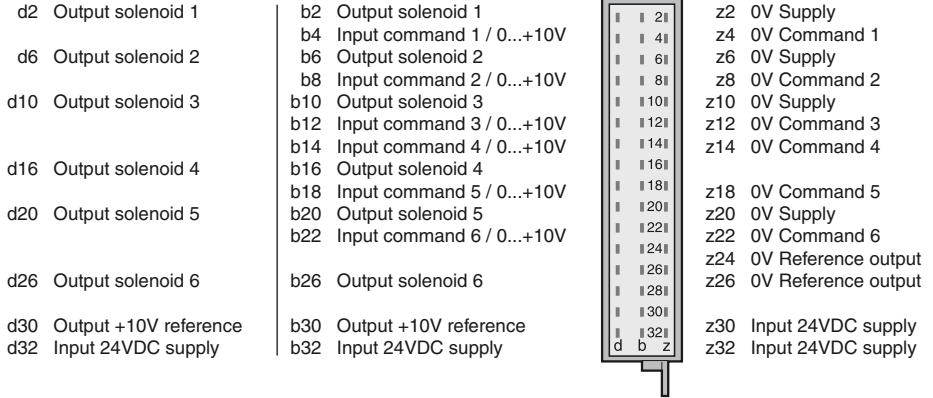 d2 Output solenoid 1 b2 Output solenoid 1 2 z2 0V Supply
b4 Input command 1 / 0...+10V 4 z4 0V Command 1
d6 Output solenoid 2 b6 Output solenoid 2 6 z6 0V Supply
b8 Input command 2 / 0...+10V 8 z8 0V Command 2
d10 Output solenoid 3 b10 Output solenoid 3 10 z10 0V Supply
b12 Input command 3 / 0...+10V 12 z12 0V Command 3
b14 Input command 4 / 0...+10V 14 z14 0V Command 4
d16 Output solenoid 4 b16 Output solenoid 4 16
b18 Input command 5 / 0...+10V 18 z18 0V Command 5
d20 Output solenoid 5 b20 Output solenoid 5 20 z20 0V Supply
b22 Input command 6 / 0...+10V 22 z22 0V Command 6
24 z24 0V Reference output
d26 Output solenoid 6 b26 Output solenoid 6 26 z26 0V Reference output
28
d30 Output +10V reference b30 Output +10V reference 30 z30 Input 24VDC supply
d32 Input 24VDC supply b32 Input 24VDC supply 32 z32 Input 24VDC supply
d b z